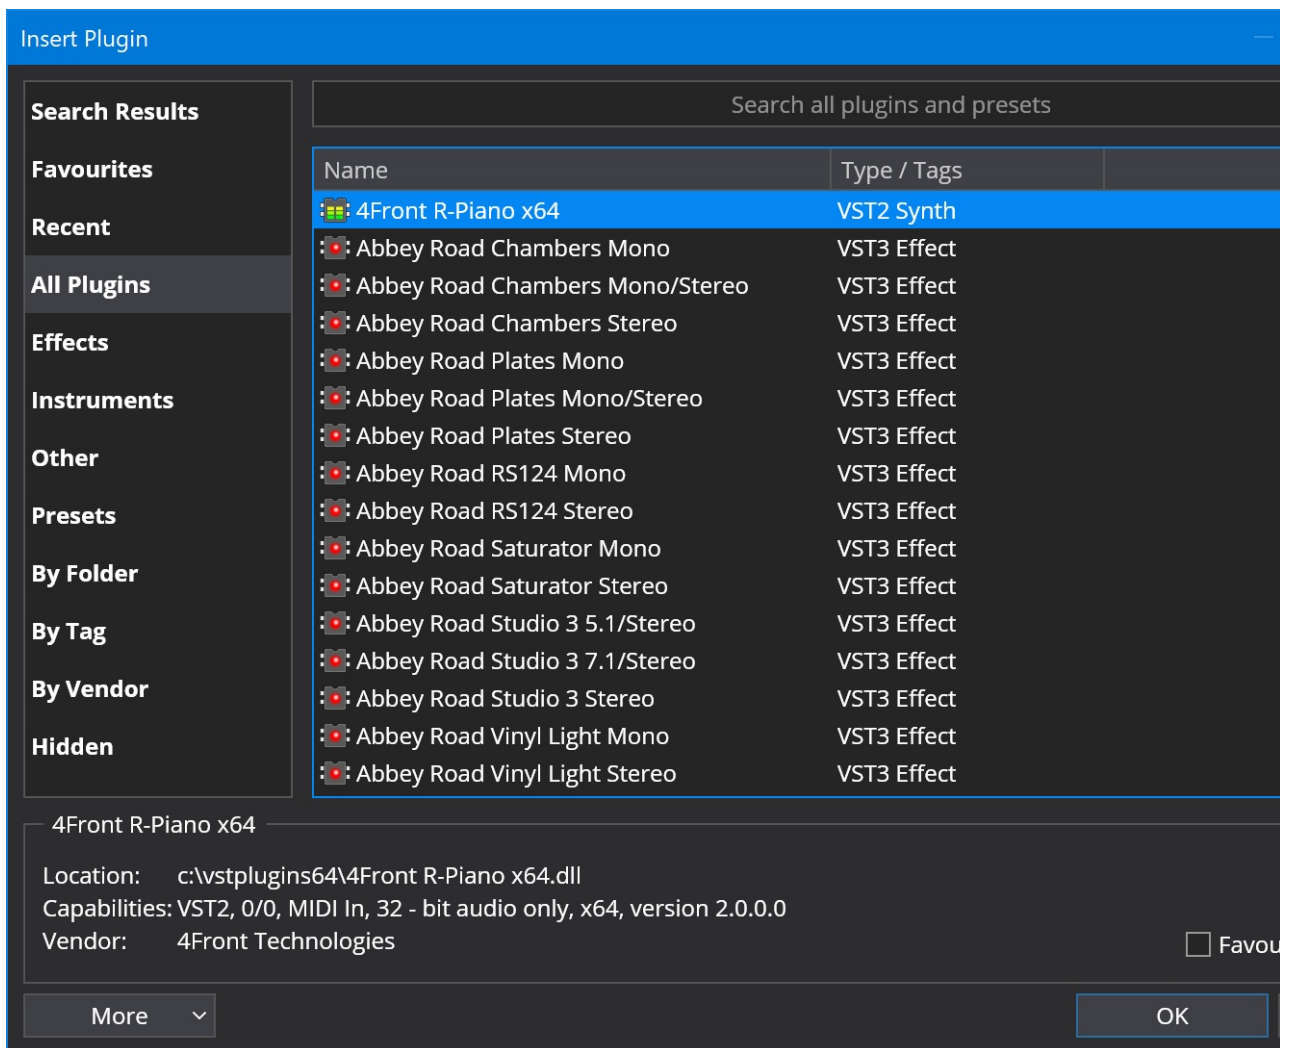 Insert Plugin
Search Results
Favourites
Recent
All Plugins
Effects
Instruments
Other
Presets
By Folder
By Tag
By Vendor
Hidden
Search all plugins and presets
Name Type / Tags
4Front R-Piano x64 VST2 Synth
Abbey Road Chambers Mono VST3 Effect
Abbey Road Chambers Mono/Stereo VST3 Effect
Abbey Road Chambers Stereo VST3 Effect
Abbey Road Plates Mono VST3 Effect
Abbey Road Plates Mono/Stereo VST3 Effect
Abbey Road Plates Stereo VST3 Effect
Abbey Road RS124 Mono VST3 Effect
Abbey Road RS124 Stereo VST3 Effect
Abbey Road Saturator Mono VST3 Effect
Abbey Road Saturator Stereo VST3 Effect
Abbey Road Studio 3 5.1/Stereo VST3 Effect
Abbey Road Studio 3 7.1/Stereo VST3 Effect
Abbey Road Studio 3 Stereo VST3 Effect
Abbey Road Vinyl Light Mono VST3 Effect
Abbey Road Vinyl Light Stereo VST3 Effect
4Front R-Piano x64
Location: c:\vstplugins64\4Front R-Piano x64.dll
Capabilities: VST2, 0/0, MIDI In, 32 - bit audio only, x64, version 2.0.0.0
Vendor: 4Front Technologies
Favou
More
OK